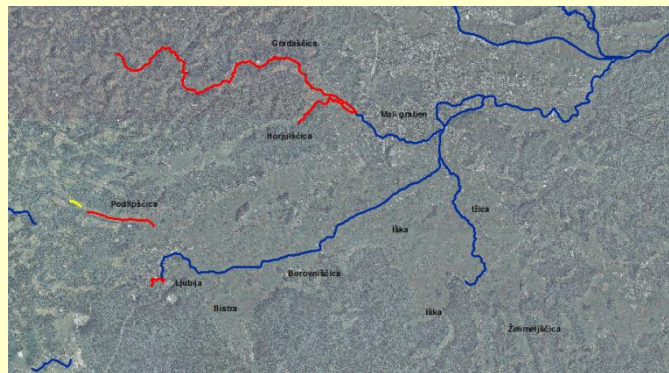 Gradaščica
Mali graben
Horjulščica
Podlipščica
Ižica
Iška
Borovniščica
Ljubija
Bistra
Iška
Želimeljščica